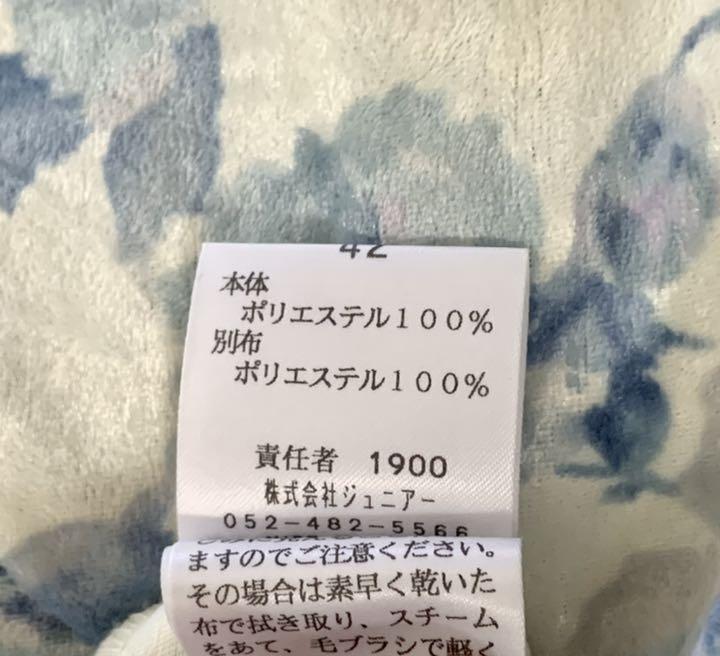 42
本体
ポリエステル100%
別布
ポリエステル100%
責任者 1900
株式会社ジュニアー
052-482-5566
ますのでご注意ください。
その場合は素早く乾いた
布で拭き取り、スチーム
をあて、毛ブラシで軽く